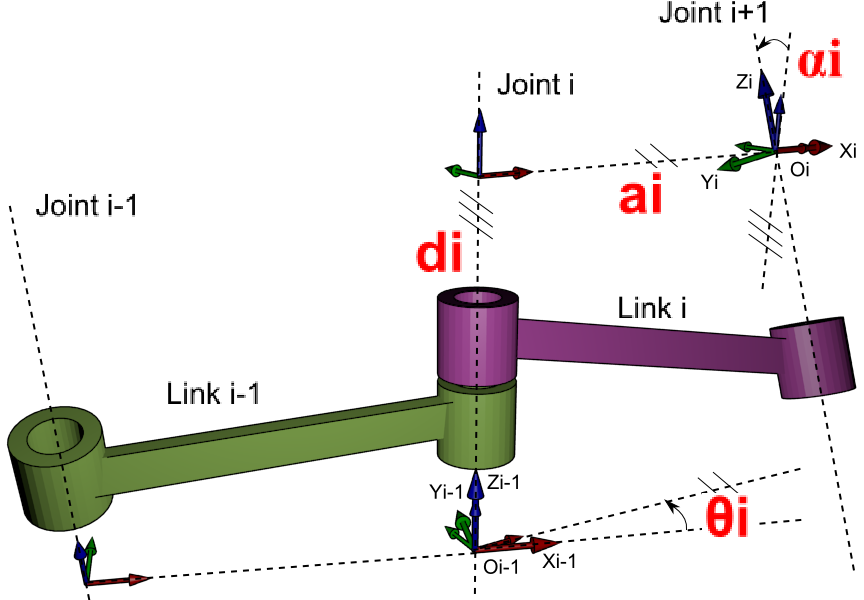 Joint i+1
αi
Joint i
Zi
Xi
Oi
Yi
ai
Joint i-1
di
Link i
Link i-1
Yi-1
Zi-1
θi
Oi-1
Xi-1